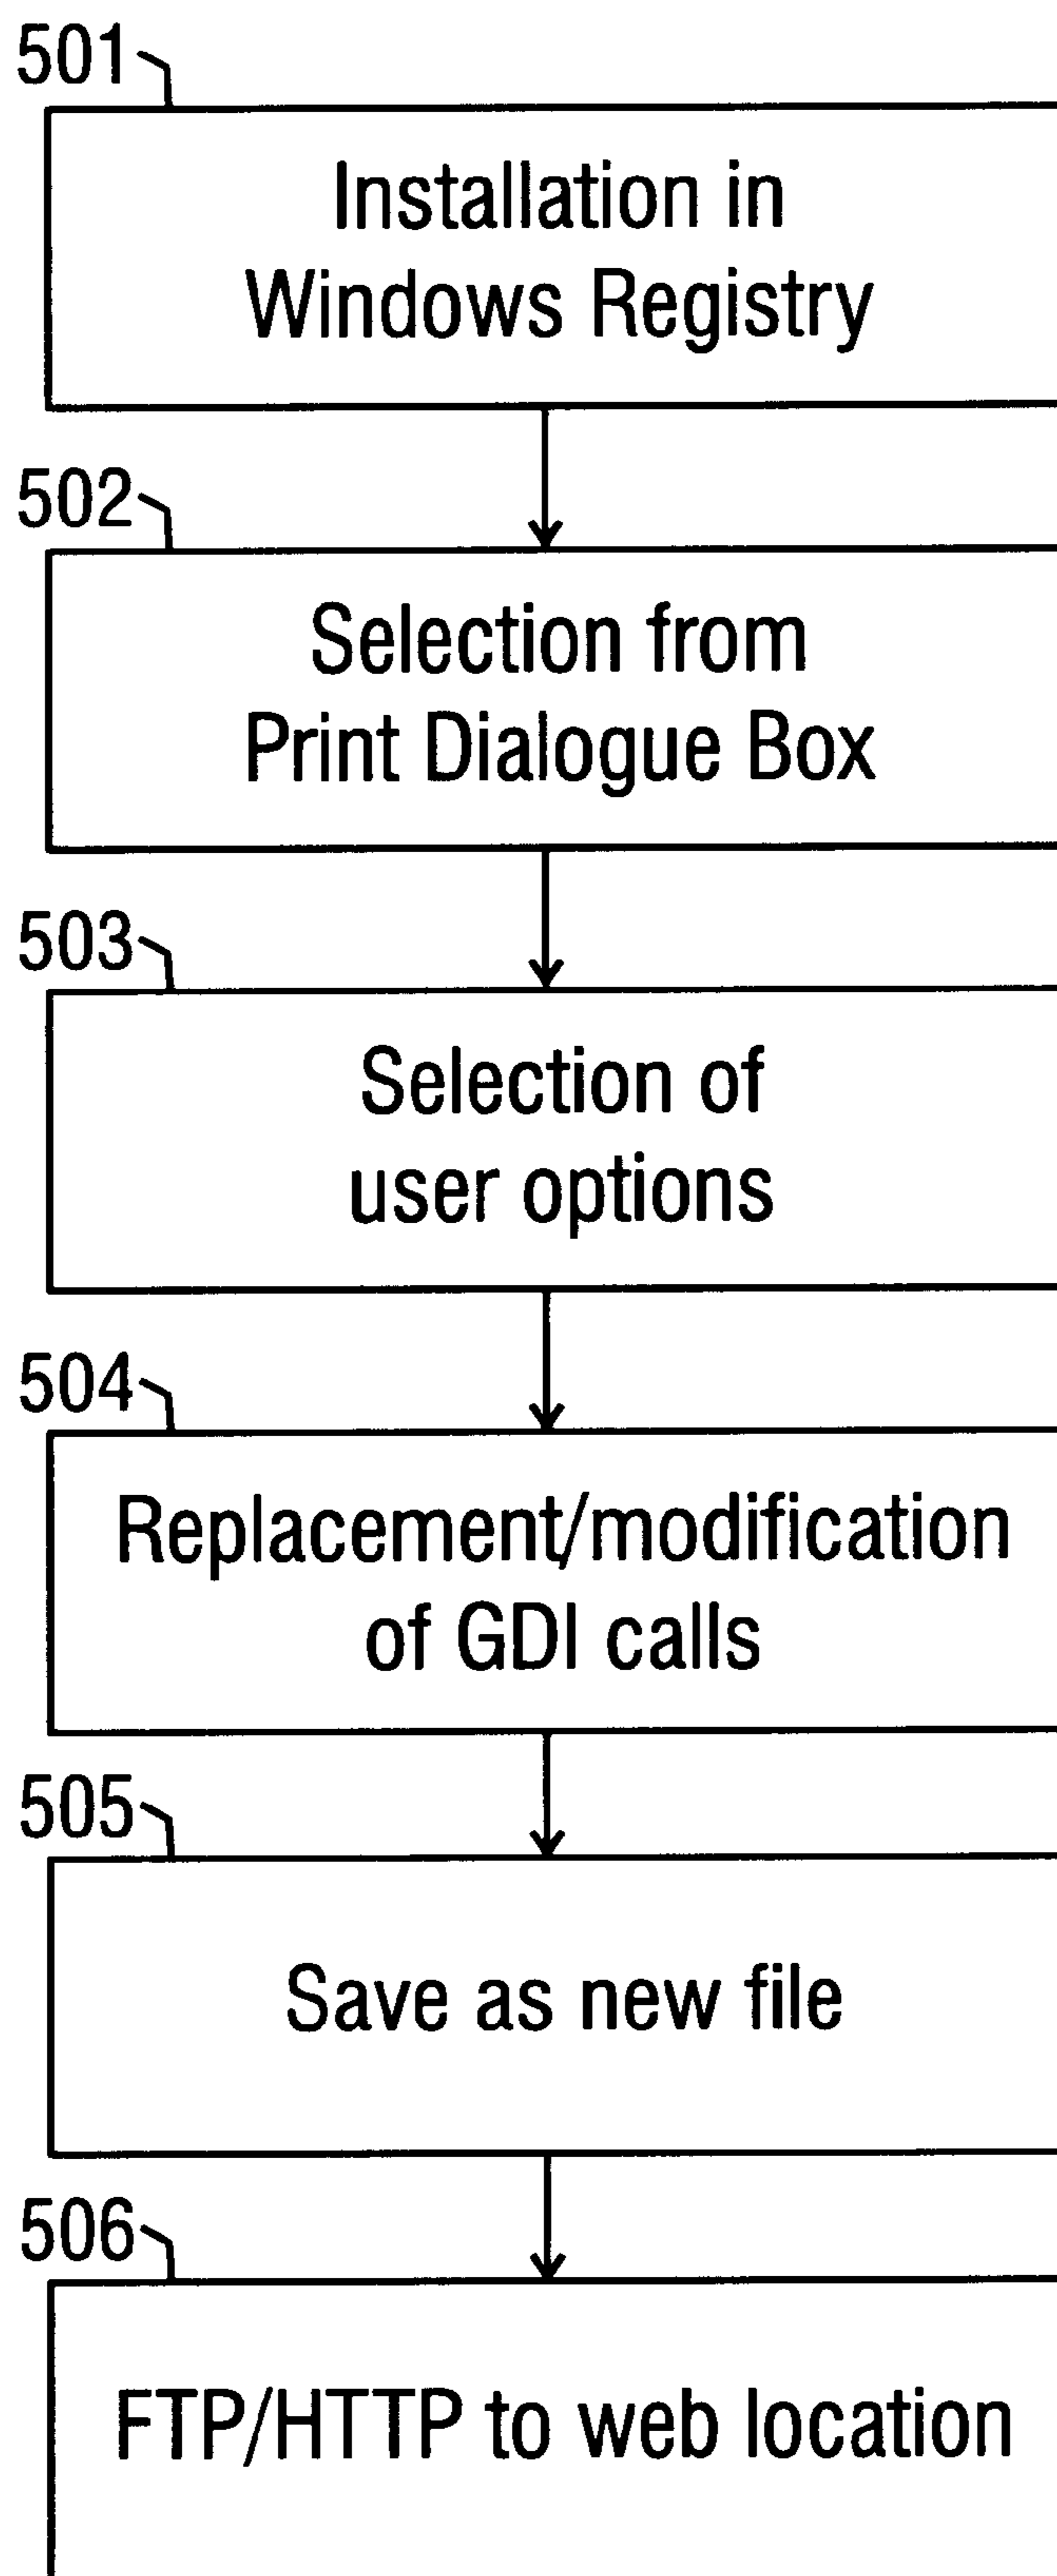 501
Installation in
Windows Registry
502
Selection from
Print Dialogue Box
503
Selection of
user options
504
Replacement/modification
of GDI calls
505
Save as new file
506
FTP/HTTP to web location